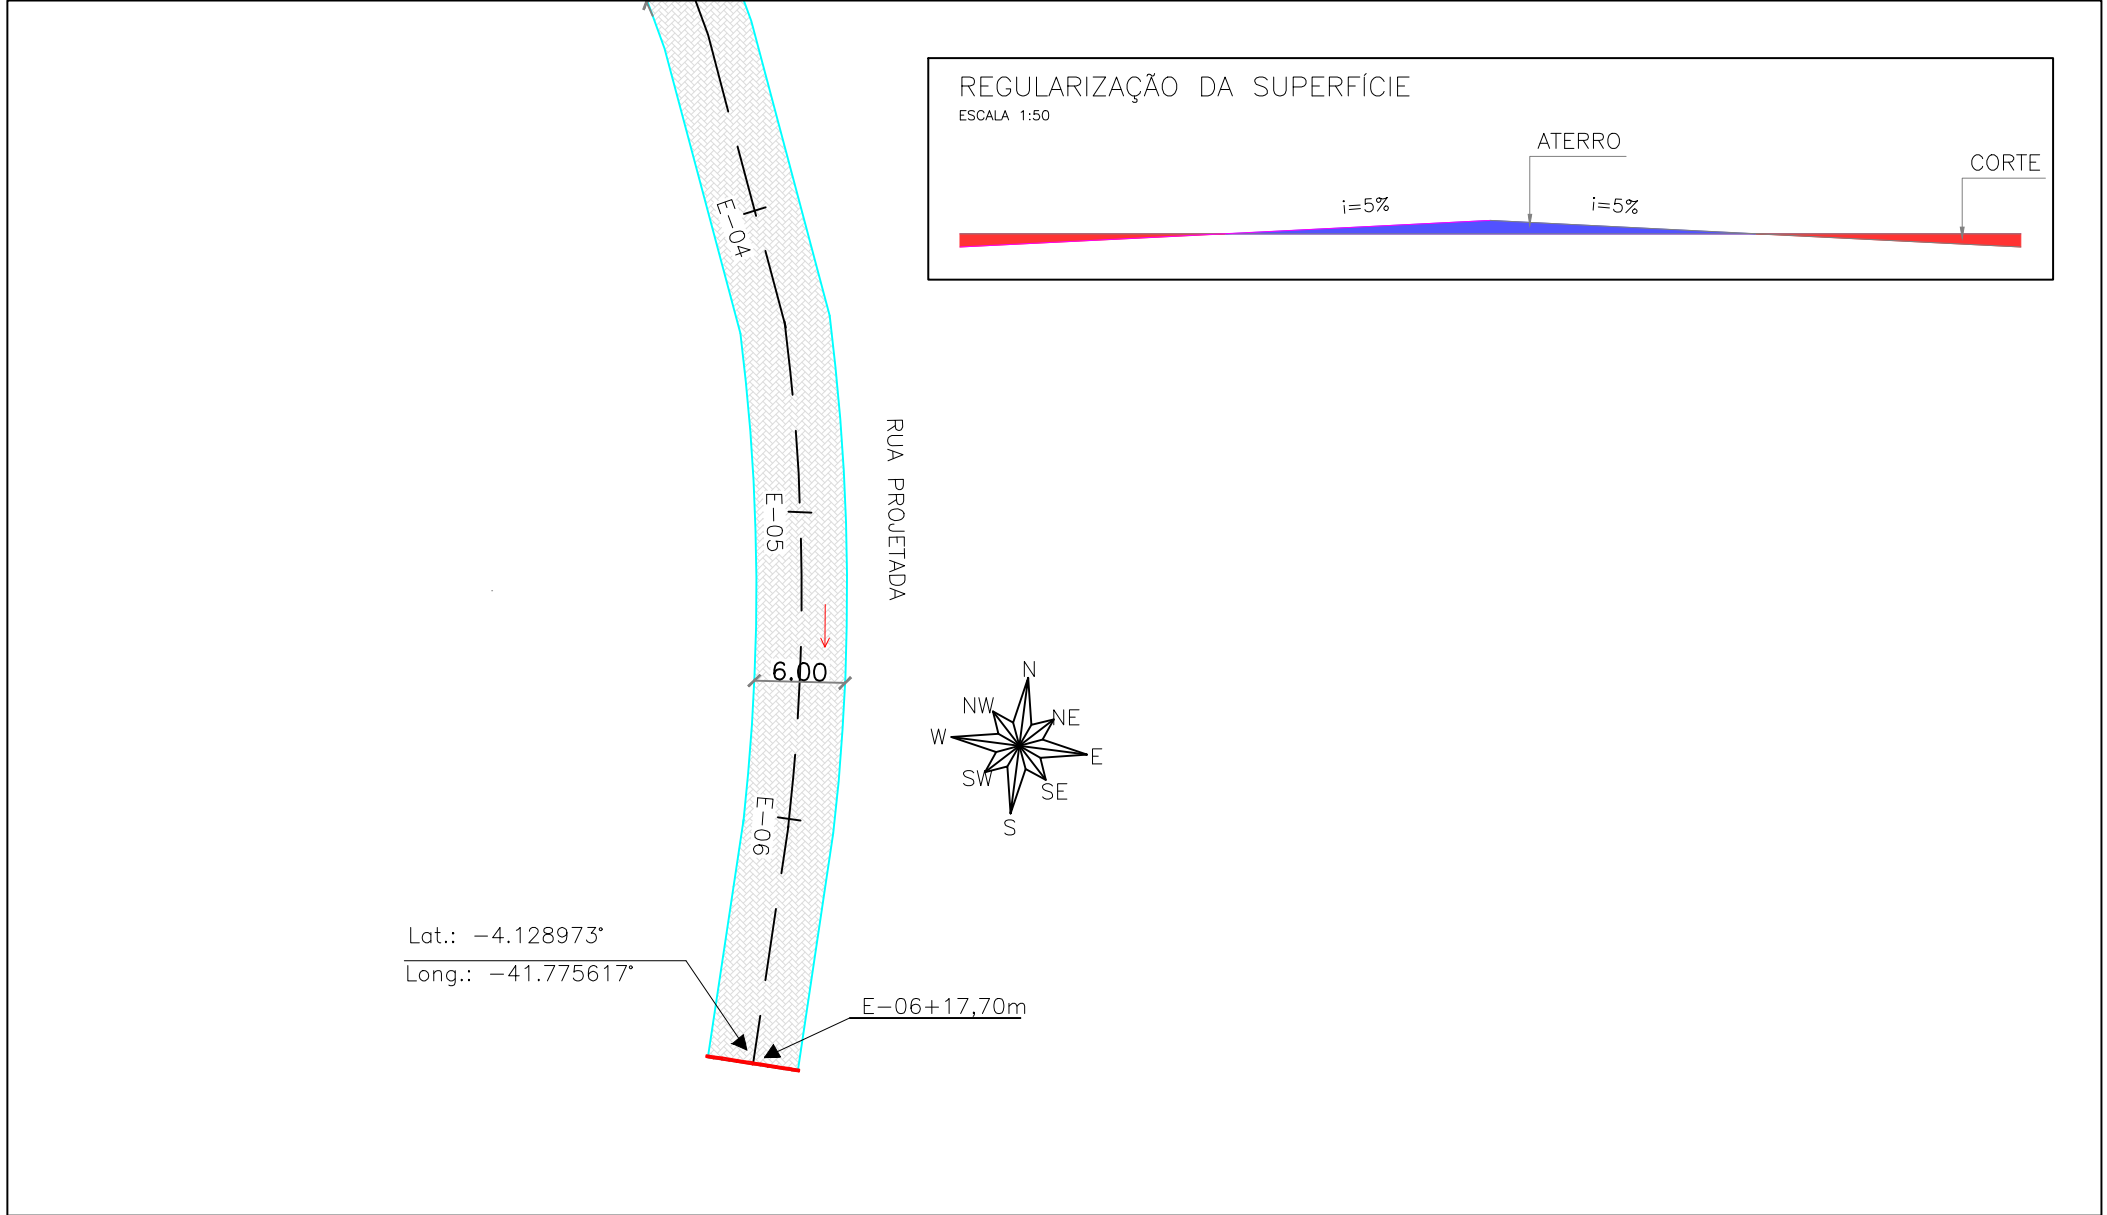 REGULARIZAÇÃO DA SUPERFÍCIE
ESCALA 1:50
ATERRO
CORTE
i=5%
i=5%
E-04
RUA PROJETADA
E-05
6.00
N
NW
NE
W
E
SW
SE
S
E-06
Lat.: -4.128973°
Long.: -41.775617°
E-06+17,70m